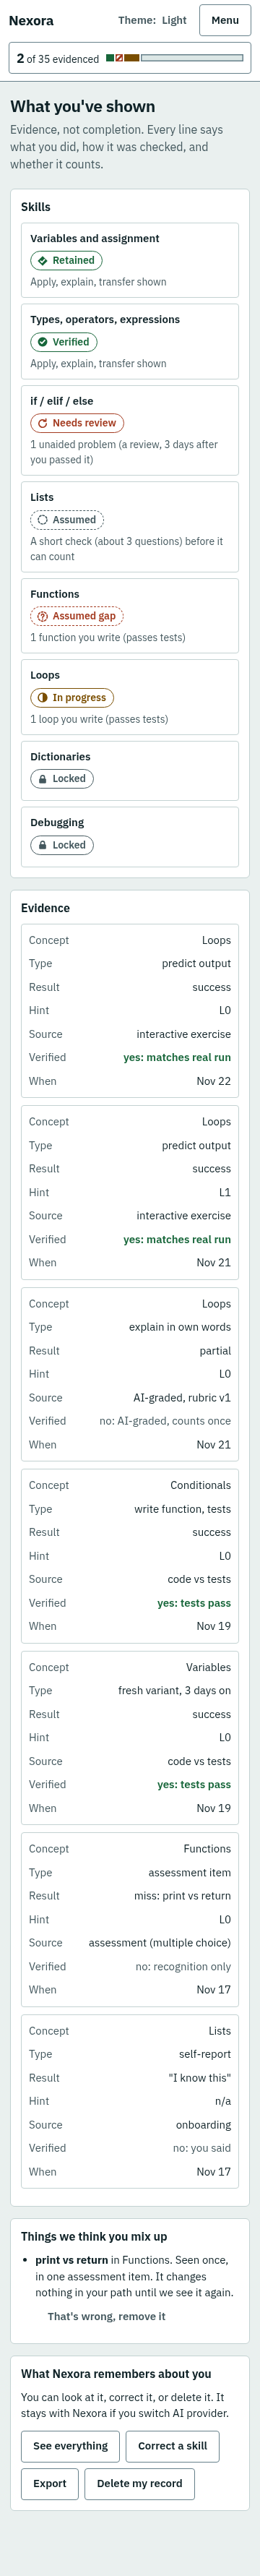 Nexora
Theme: Light
Menu
2 of 35 evidenced
What you've shown
Evidence, not completion. Every line says
what you did, how it was checked, and
whether it counts.
Skills
Variables and assignment
Retained
Apply, explain, transfer shown
Types, operators, expressions
Verified
Apply, explain, transfer shown
if / elif / else
Needs review
1 unaided problem (a review, 3 days after
you passed it)
Lists
Assumed
A short check (about 3 questions) before it
can count
Functions
Assumed gap
1 function you write (passes tests)
Loops
In progress
1 loop you write (passes tests)
Dictionaries
Locked
Debugging
Locked
Evidence
Concept Loops
Type predict output
Result success
Hint L0
Source interactive exercise
Verified yes: matches real run
When Nov 22
Concept Loops
Type predict output
Result success
Hint L1
Source interactive exercise
Verified yes: matches real run
When Nov 21
Concept Loops
Type explain in own words
Result partial
Hint L0
Source AI-graded, rubric v1
Verified no: AI-graded, counts once
When Nov 21
Concept Conditionals
Type write function, tests
Result success
Hint L0
Source code vs tests
Verified yes: tests pass
When Nov 19
Concept Variables
Type fresh variant, 3 days on
Result success
Hint L0
Source code vs tests
Verified yes: tests pass
When Nov 19
Concept Functions
Type assessment item
Result miss: print vs return
Hint L0
Source assessment (multiple choice)
Verified no: recognition only
When Nov 17
Concept Lists
Type self-report
Result "I know this"
Hint n/a
Source onboarding
Verified no: you said
When Nov 17
Things we think you mix up
• print vs return in Functions. Seen once,
in one assessment item. It changes
nothing in your path until we see it again.
That's wrong, remove it
What Nexora remembers about you
You can look at it, correct it, or delete it. It
stays with Nexora if you switch AI provider.
See everything
Correct a skill
Export
Delete my record